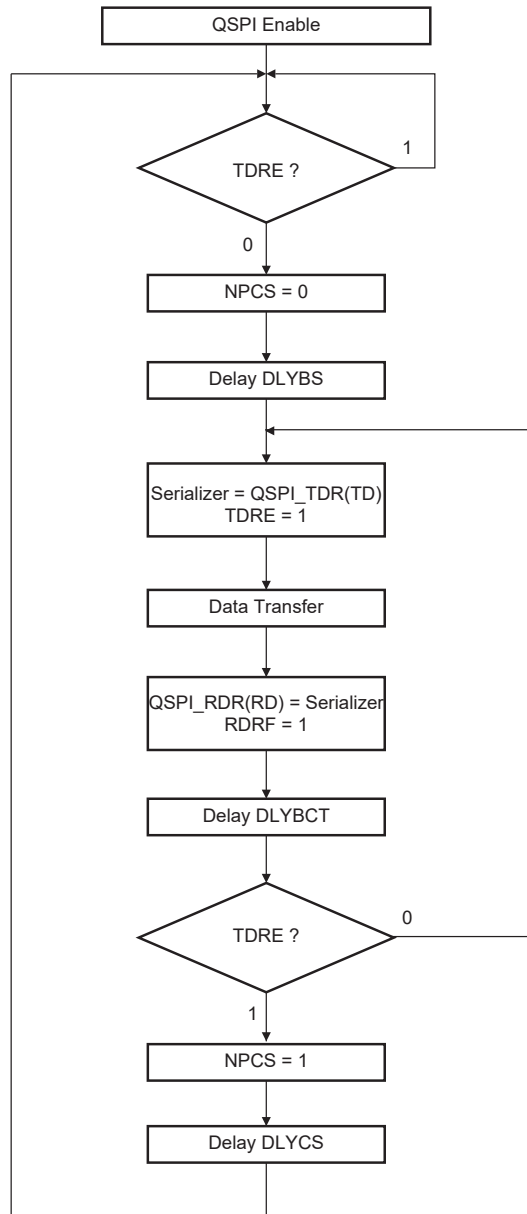 QSPI Enable
1
TDRE ?
0
NPCS = 0
Delay DLYBS
Serializer = QSPI_TDR(TD)
TDRE = 1
Data Transfer
QSPI_RDR(RD) = Serializer
RDRF = 1
Delay DLYBCT
0
TDRE ?
1
NPCS = 1
Delay DLYCS